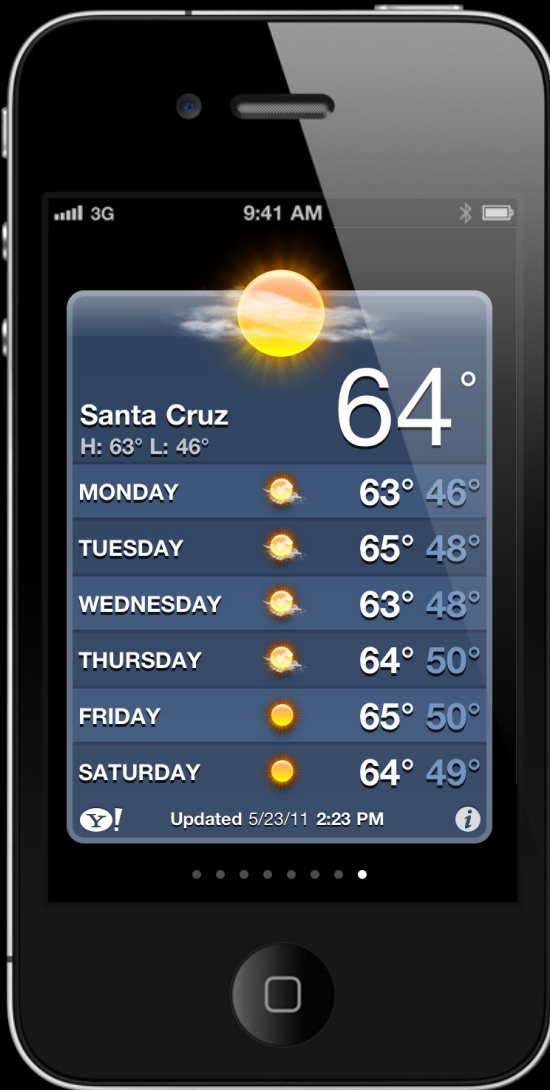 3G 9:41 AM
64°
Santa Cruz
H: 63° L: 46°
MONDAY 63° 46°
TUESDAY 65° 48°
WEDNESDAY 63° 48°
THURSDAY 64° 50°
FRIDAY 65° 50°
SATURDAY 64° 49°
Y! Updated 5/23/11 2:23 PM i